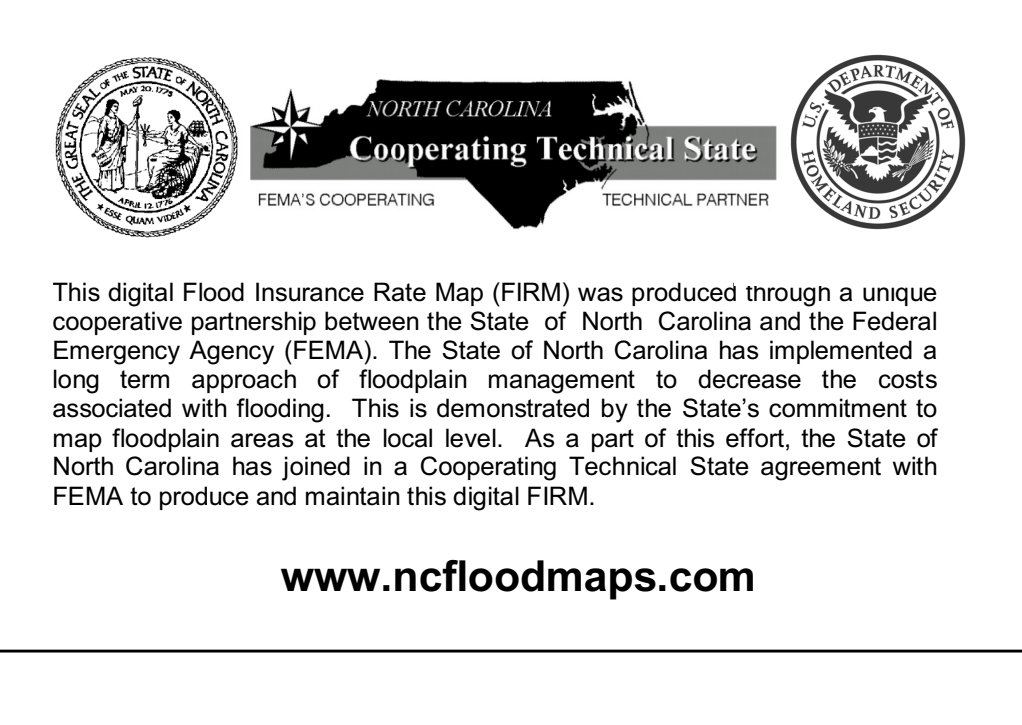 THE GREAT SEAL OF THE STATE OF NORTH CAROLINA
MAY 20, 1775
APRIL 12 1776
★ ESSE QUAM VIDERI ★
NORTH CAROLINA
Cooperating Technical State
FEMA'S COOPERATING TECHNICAL PARTNER
U.S. DEPARTMENT OF
HOMELAND SECURITY
This digital Flood Insurance Rate Map (FIRM) was produced through a unique
cooperative partnership between the State of North Carolina and the Federal
Emergency Agency (FEMA). The State of North Carolina has implemented a
long term approach of floodplain management to decrease the costs
associated with flooding. This is demonstrated by the State’s commitment to
map floodplain areas at the local level. As a part of this effort, the State of
North Carolina has joined in a Cooperating Technical State agreement with
FEMA to produce and maintain this digital FIRM.
www.ncfloodmaps.com